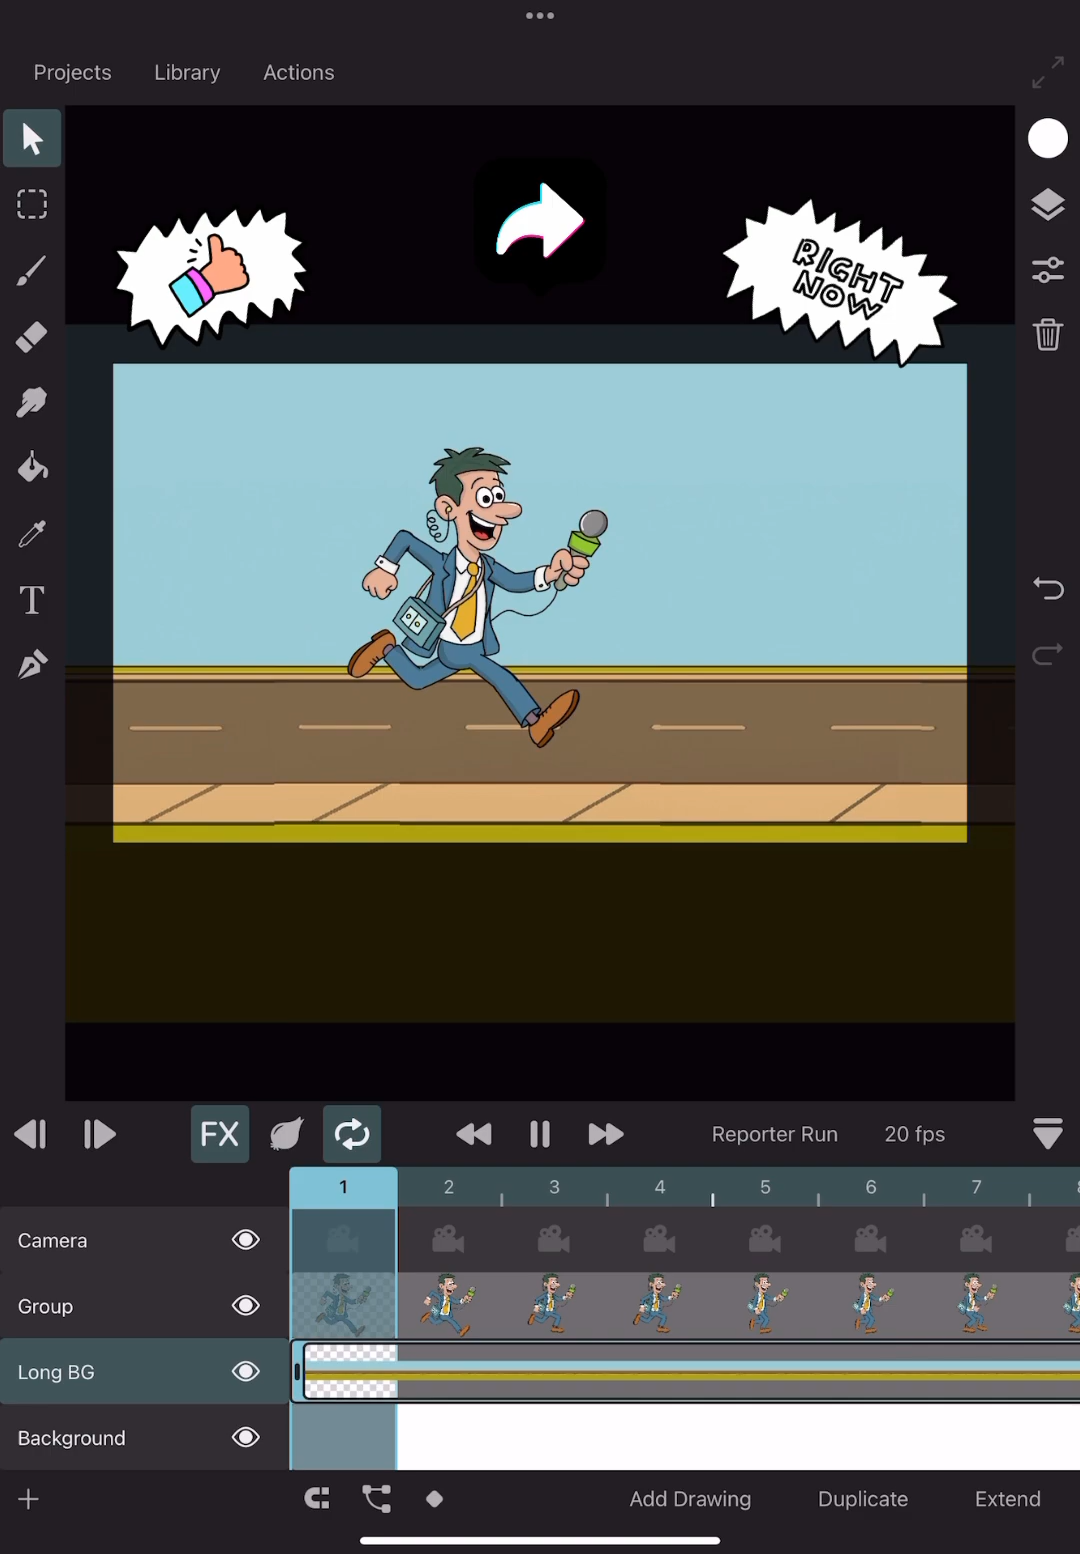 Projects Library Actions
RIGHT
NOW
T
FX
Reporter Run 20 fps
1 2 3 4 5 6 7 8
Camera
Group
Long BG
Background
Add Drawing Duplicate Extend